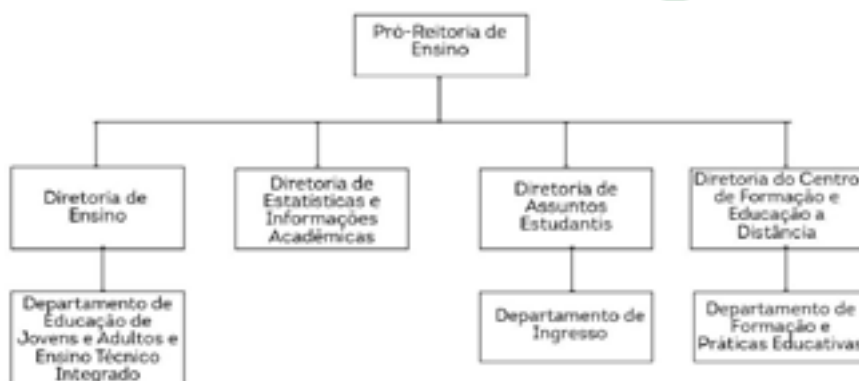 Pró-Reitoria de
Ensino
Diretoria de
Ensino
Diretoria de
Estatísticas e
Informações
Acadêmicas
Diretoria de
Assuntos
Estudantis
Diretoria do Centro
de Formação e
Educação a
Distância
Departamento de
Educação de
Jovens e Adultos e
Ensino Técnico
Integrado
Departamento de
Ingresso
Departamento de
Formação e
Práticas Educativas